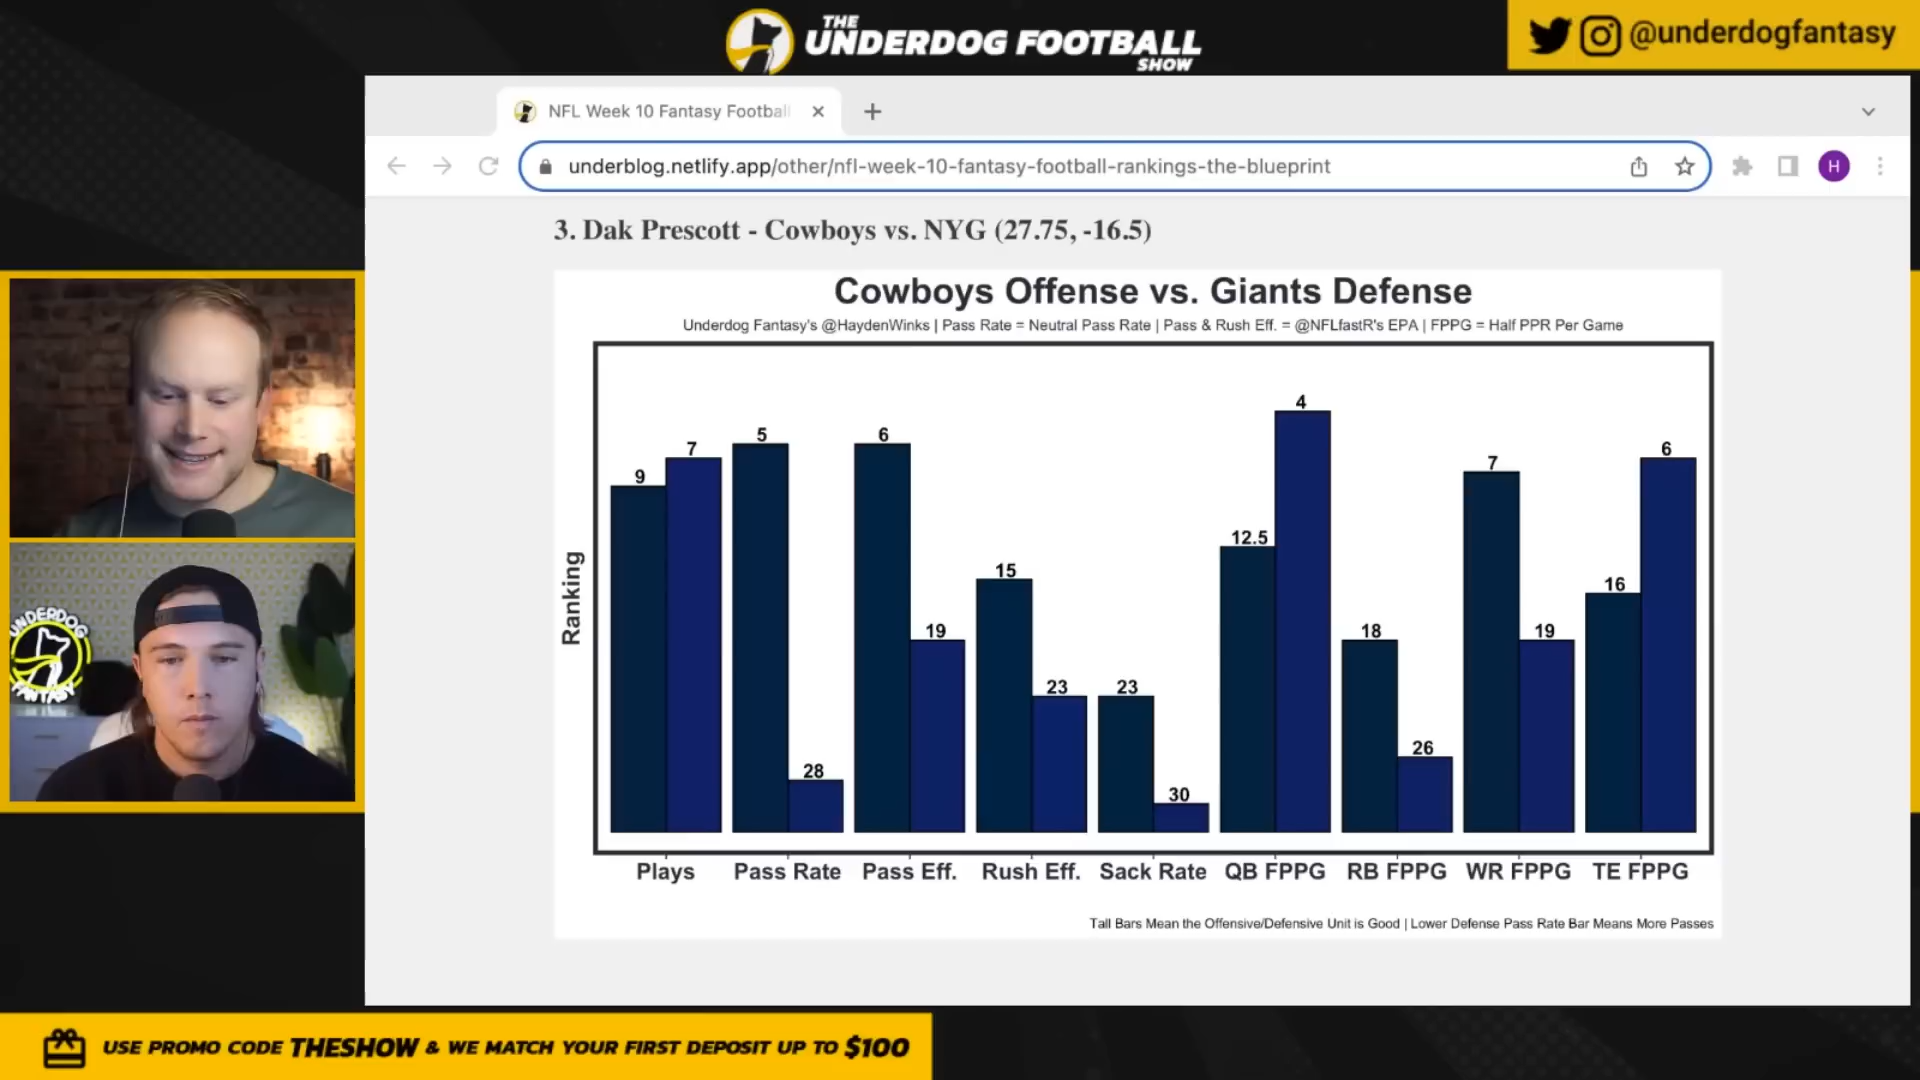 THE
UNDERDOG FOOTBALL
SHOW
@underdogfantasy
NFL Week 10 Fantasy Football
underblog.netlify.app/other/nfl-week-10-fantasy-football-rankings-the-blueprint
H
3. Dak Prescott - Cowboys vs. NYG (27.75, -16.5)
Cowboys Offense vs. Giants Defense
Underdog Fantasy's @HaydenWinks | Pass Rate = Neutral Pass Rate | Pass & Rush Eff. = @NFLfastR's EPA | FPPG = Half PPR Per Game
Ranking
9 7 5 28 6 19 15 23 23 30 12.5 4 18 26 7 19 16 6
Plays Pass Rate Pass Eff. Rush Eff. Sack Rate QB FPPG RB FPPG WR FPPG TE FPPG
Tall Bars Mean the Offensive/Defensive Unit is Good | Lower Defense Pass Rate Bar Means More Passes
UNDERDOG
FANTASY
USE PROMO CODE THESHOW & WE MATCH YOUR FIRST DEPOSIT UP TO $100